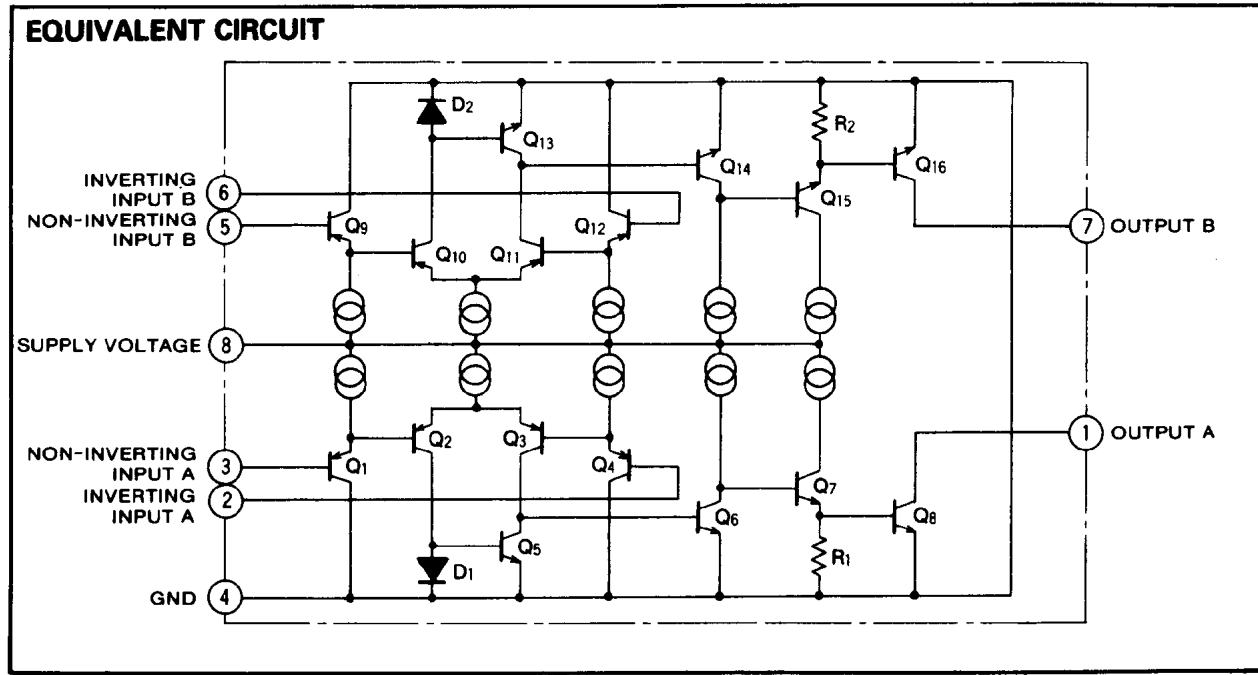 EQUIVALENT CIRCUIT
D2
Q13
R2
Q14
Q16
Q15
INVERTING
INPUT B
6
NON-INVERTING
INPUT B
5
Q9
Q10
Q11
Q12
7
OUTPUT B
SUPPLY VOLTAGE
8
NON-INVERTING
INPUT A
3
INVERTING
INPUT A
2
Q1
Q2
Q3
Q4
1
OUTPUT A
Q7
Q6
Q8
Q5
D1
R1
GND
4